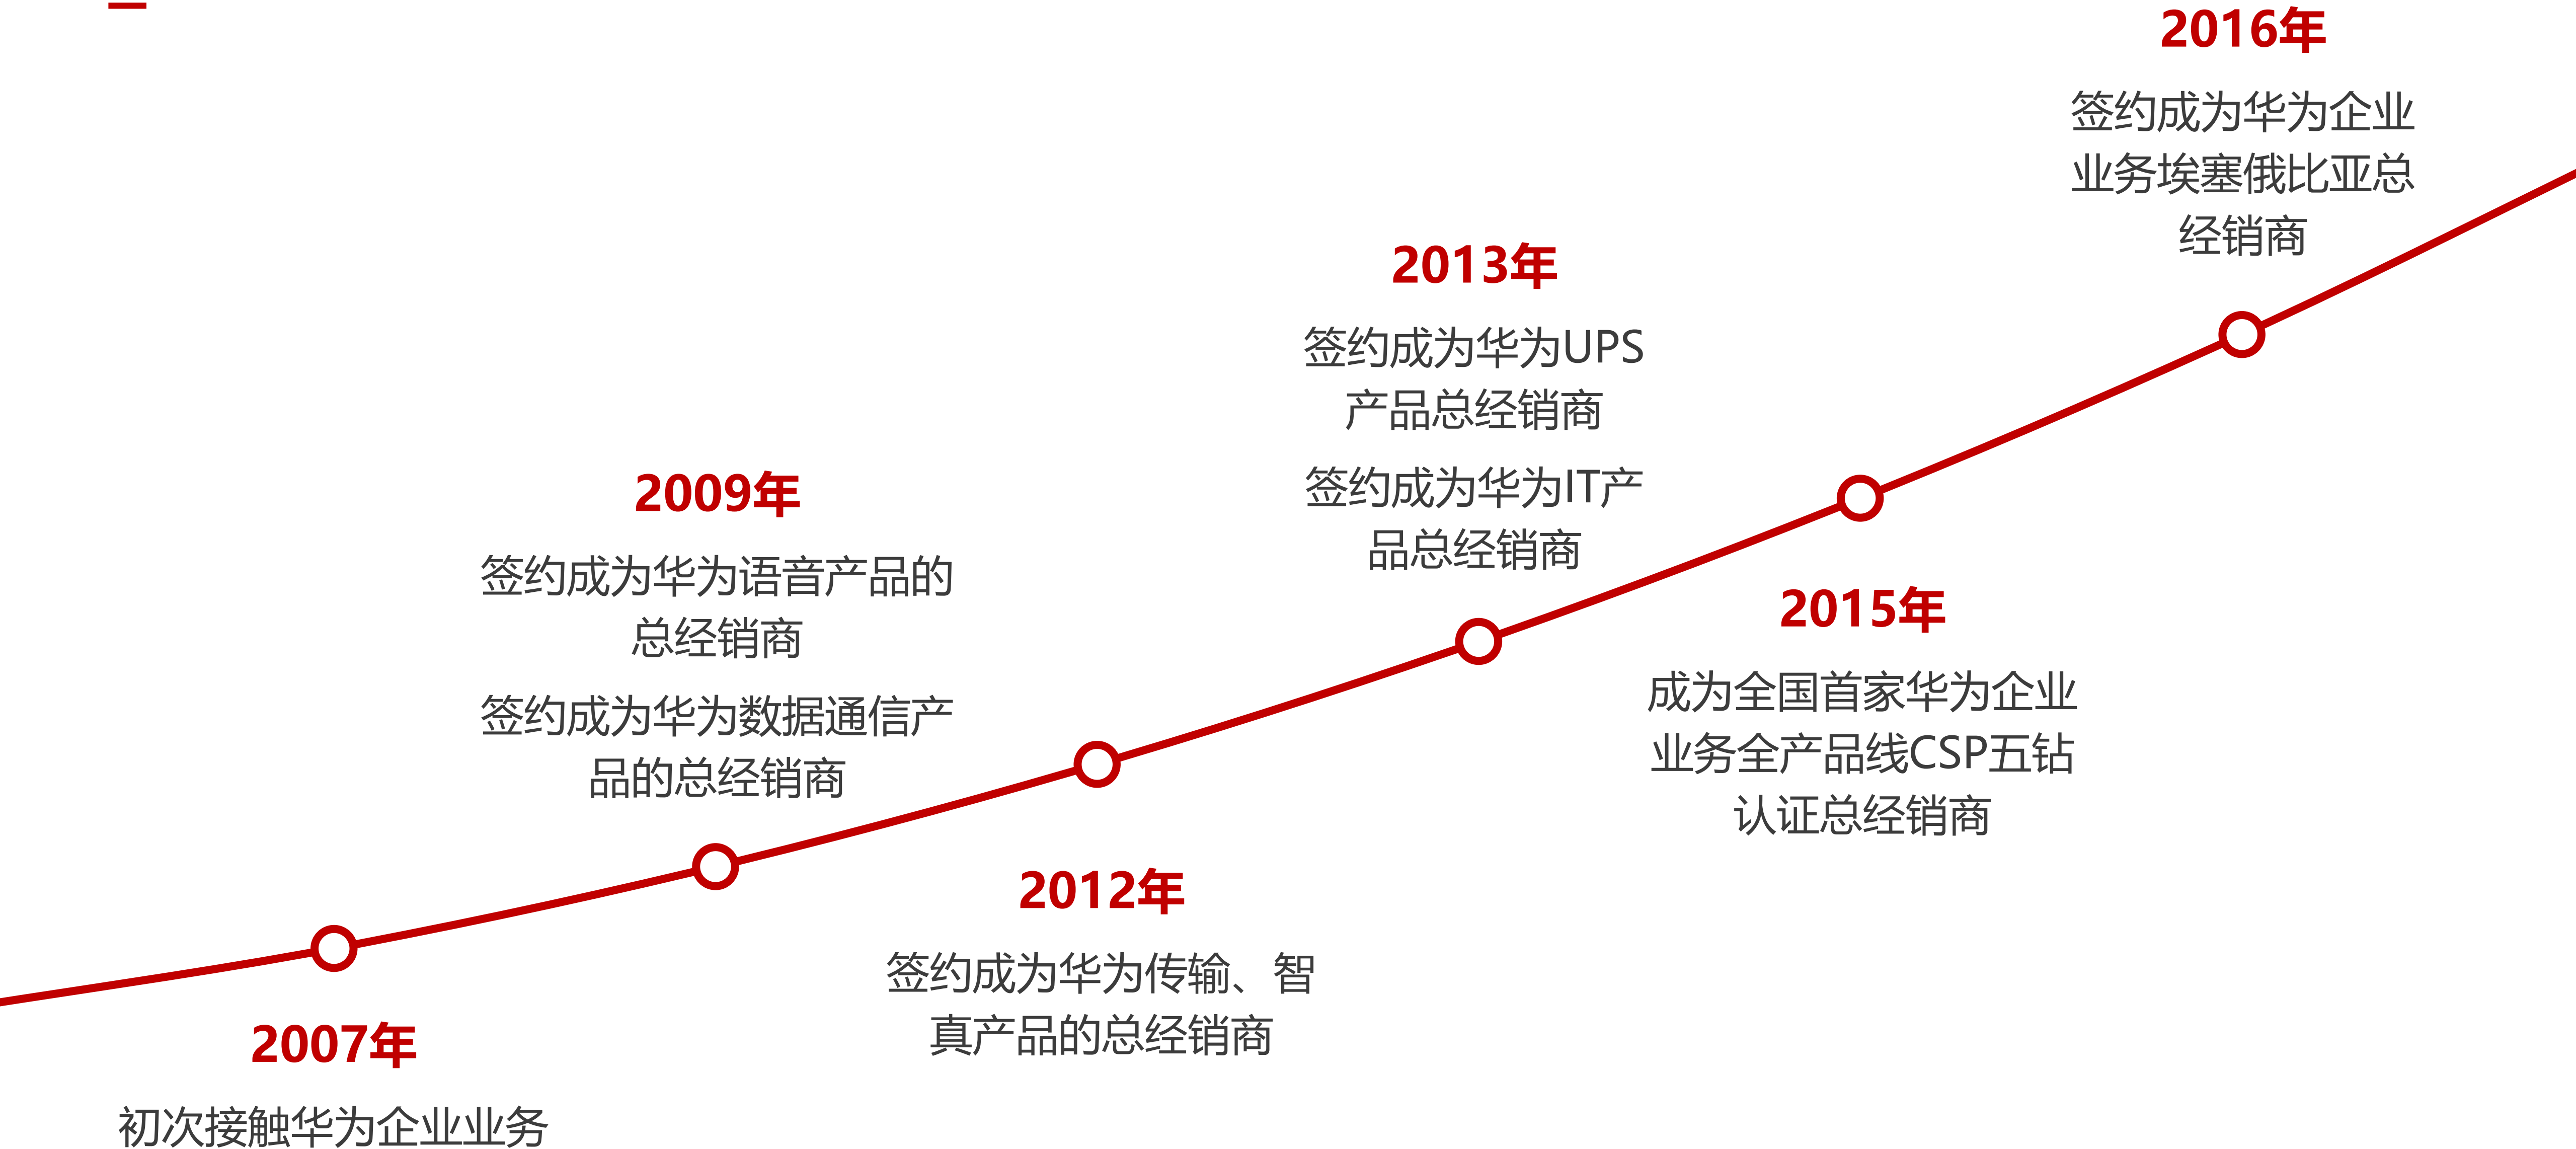 2007年
初次接触华为企业业务
2009年
签约成为华为语音产品的
总经销商
签约成为华为数据通信产
品的总经销商
2012年
签约成为华为传输、智
真产品的总经销商
2013年
签约成为华为UPS
产品总经销商
签约成为华为IT产
品总经销商
2015年
成为全国首家华为企业
业务全产品线CSP五钻
认证总经销商
2016年
签约成为华为企业
业务埃塞俄比亚总
经销商